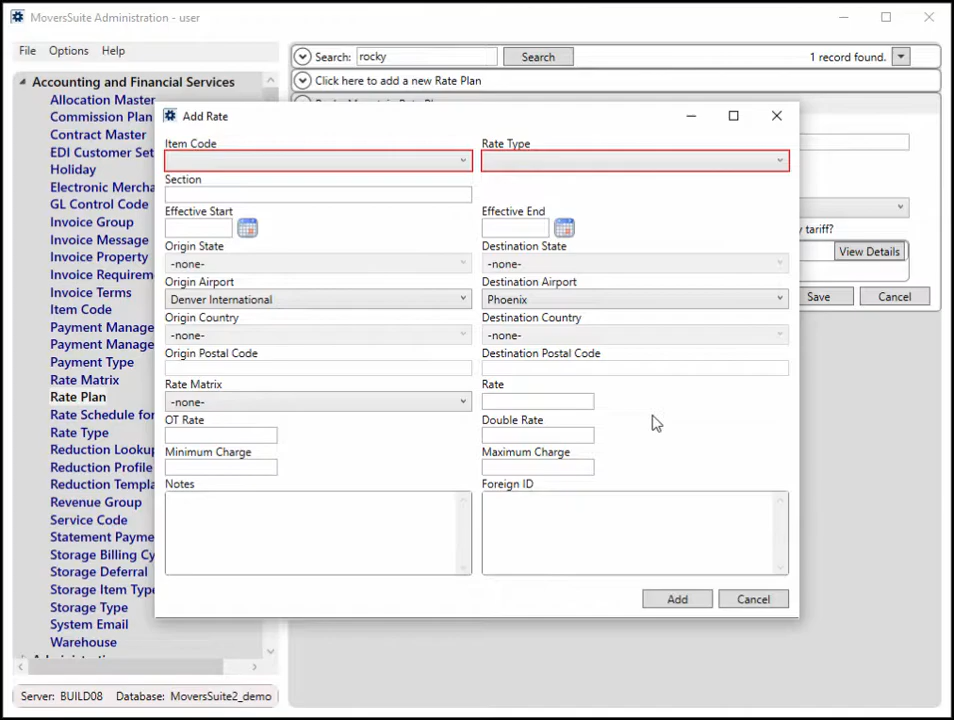 MoversSuite Administration - user
File Options Help
Accounting and Financial Services
Allocation Master
Commission Plan
Contract Master
EDI Customer Set
Holiday
Electronic Mercha
GL Control Code
Invoice Group
Invoice Message
Invoice Property
Invoice Requirem
Invoice Terms
Item Code
Payment Manage
Payment Manage
Payment Type
Rate Matrix
Rate Plan
Rate Schedule for
Rate Type
Reduction Lookup
Reduction Profile
Reduction Templa
Revenue Group
Service Code
Statement Payme
Storage Billing Cy
Storage Deferral
Storage Item Type
Storage Type
System Email
Warehouse
Server: BUILD08 Database: MoversSuite2_demo
Search: rocky Search 1 record found.
Click here to add a new Rate Plan
y tariff?
View Details
Save Cancel
Add Rate
Item Code Rate Type
Section
Effective Start Effective End
Origin State Destination State
-none- -none-
Origin Airport Destination Airport
Denver International Phoenix
Origin Country Destination Country
-none- -none-
Origin Postal Code Destination Postal Code
Rate Matrix Rate
-none-
OT Rate Double Rate
Minimum Charge Maximum Charge
Notes Foreign ID
Add Cancel